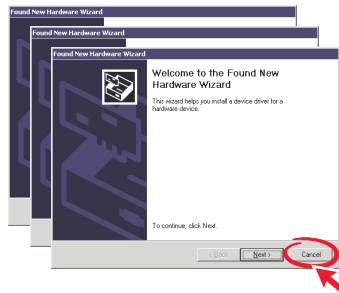 Found New Hardware Wizard
Found New Hardware Wizard
Found New Hardware Wizard
Welcome to the Found New
Hardware Wizard
This wizard helps you install a device driver for a
hardware device.
To continue, click Next.
< Back Next > Cancel